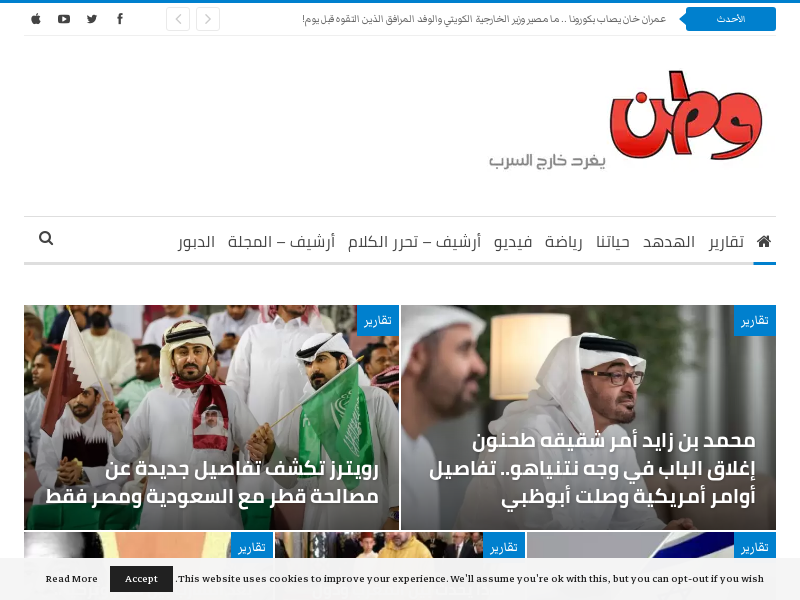 الأحدث
عمران خان يصاب بكورونا .. ما مصير وزير الخارجية الكويتي والوفد المرافق الذين التقوه قبل يوم!
وطن
يغرد خارج السرب
تقارير الهدهد حياتنا رياضة فيديو أرشيف – تحرر الكلام أرشيف – المجلة الدبور
تقارير
محمد بن زايد أمر شقيقه طحنون
إغلاق الباب في وجه نتنياهو.. تفاصيل
أوامر أمريكية وصلت أبوظبي
تقارير
رويترز تكشف تفاصيل جديدة عن
مصالحة قطر مع السعودية ومصر فقط
تقارير
تقارير
تقارير
This website uses cookies to improve your experience. We'll assume you're ok with this, but you can opt-out if you wish.
Accept
Read More